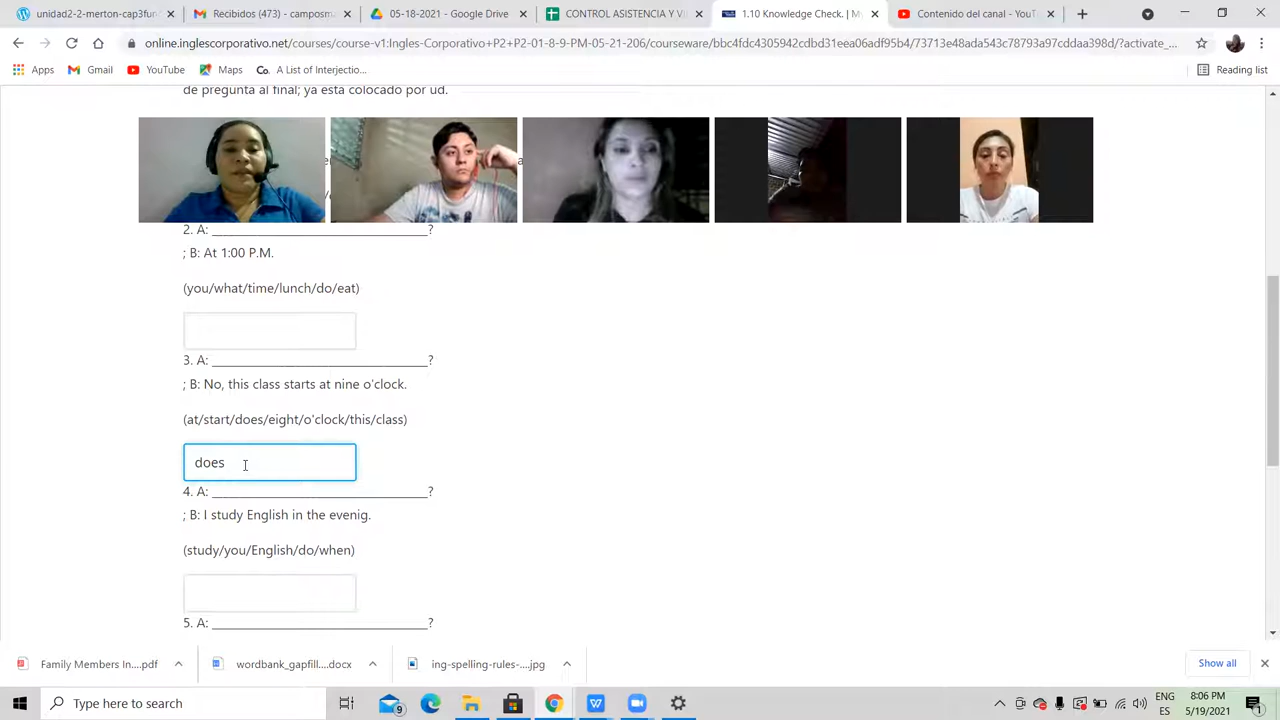 unidad2-2-mertoncap3fun
Recibidos (473) mtamposm
05-18-2021 - Google Drive
CONTROL ASISTENCIA Y V
1.10 Knowledge Check. | M
Contenido del canal - YouT
online.inglescorporativo.net/courses/course-v1:Ingles-Corporativo+P2+P2-01-8-9-PM-05-21-206/courseware/bbc4fdc4305942cdbd31eea06adf95b4/73713e48ada543c78793a97cddaa398d/?activate_...
Apps Gmail YouTube Maps Co. A List of Interjectio... Reading list
de pregunta al final; ya esta colocado por ud.
2. A: ______________________________?
; B: At 1:00 P.M.
(you/what/time/lunch/do/eat)
3. A: ______________________________?
; B: No, this class starts at nine o'clock.
(at/start/does/eight/o'clock/this/class)
does
4. A: ______________________________?
; B: I study English in the evenig.
(study/you/English/do/when)
5. A: ______________________________?
Family Members In....pdf wordbank_gapfill....docx ing-spelling-rules-....jpg Show all
Type here to search
9
ENG
ES
8:06 PM
5/19/2021
1